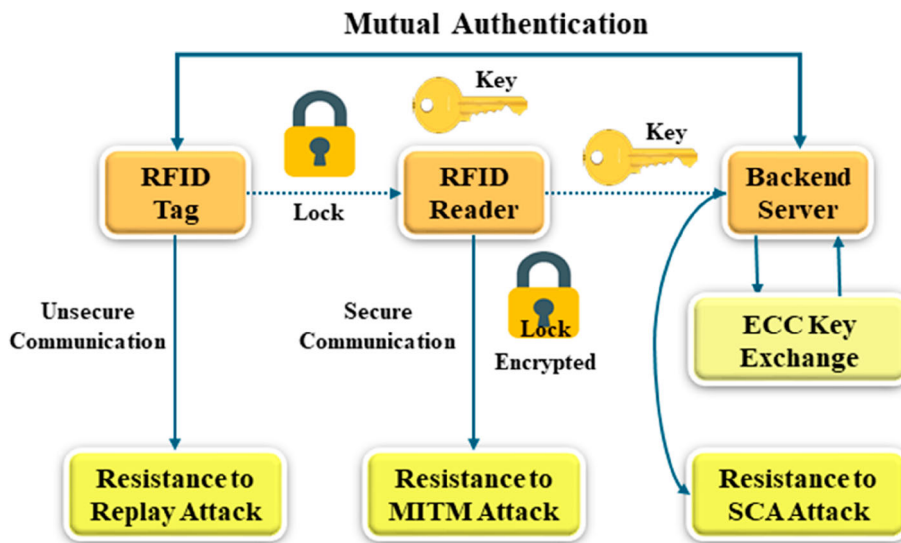 Mutual Authentication
Key
Key
RFID
Tag
Lock
RFID
Reader
Backend
Server
Unsecure
Communication
Secure
Communication
Lock
Encrypted
ECC Key
Exchange
Resistance to
Replay Attack
Resistance to
MITM Attack
Resistance to
SCA Attack